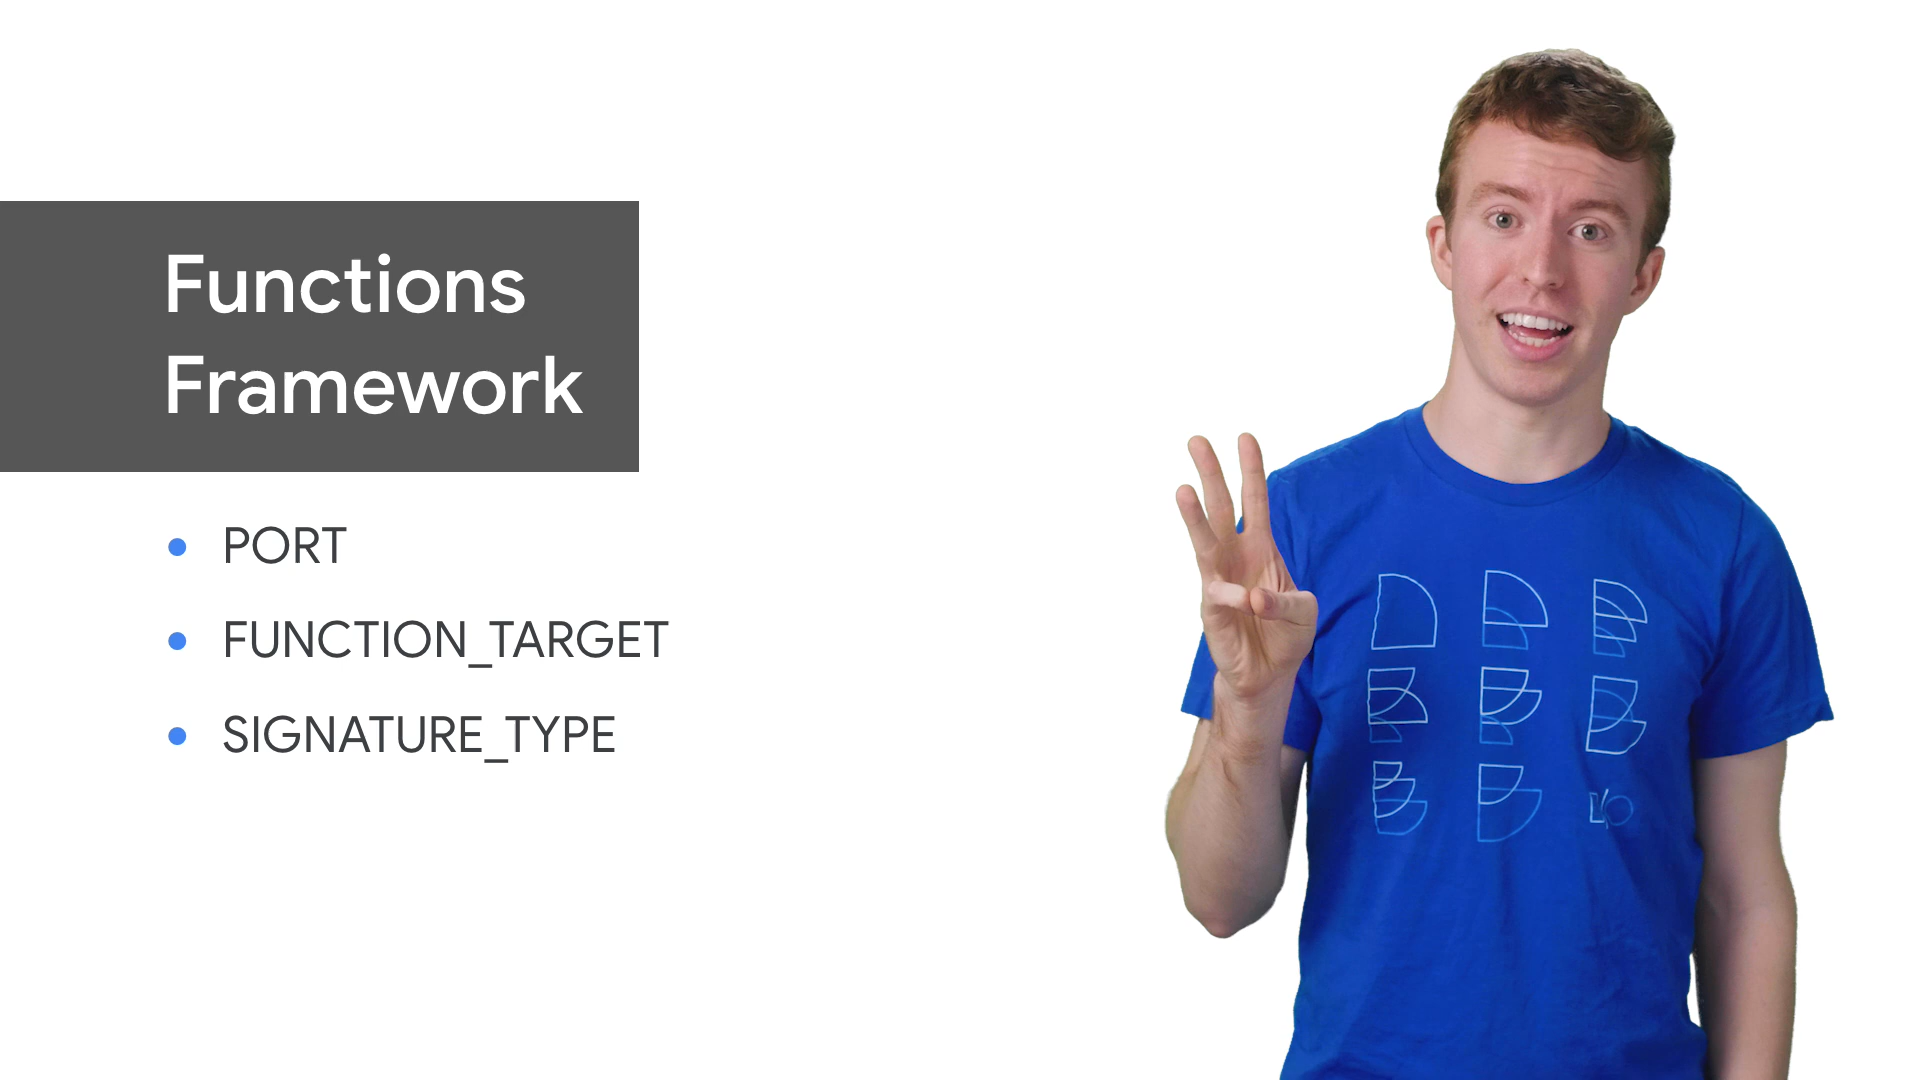 Functions
Framework
PORT
FUNCTION_TARGET
SIGNATURE_TYPE